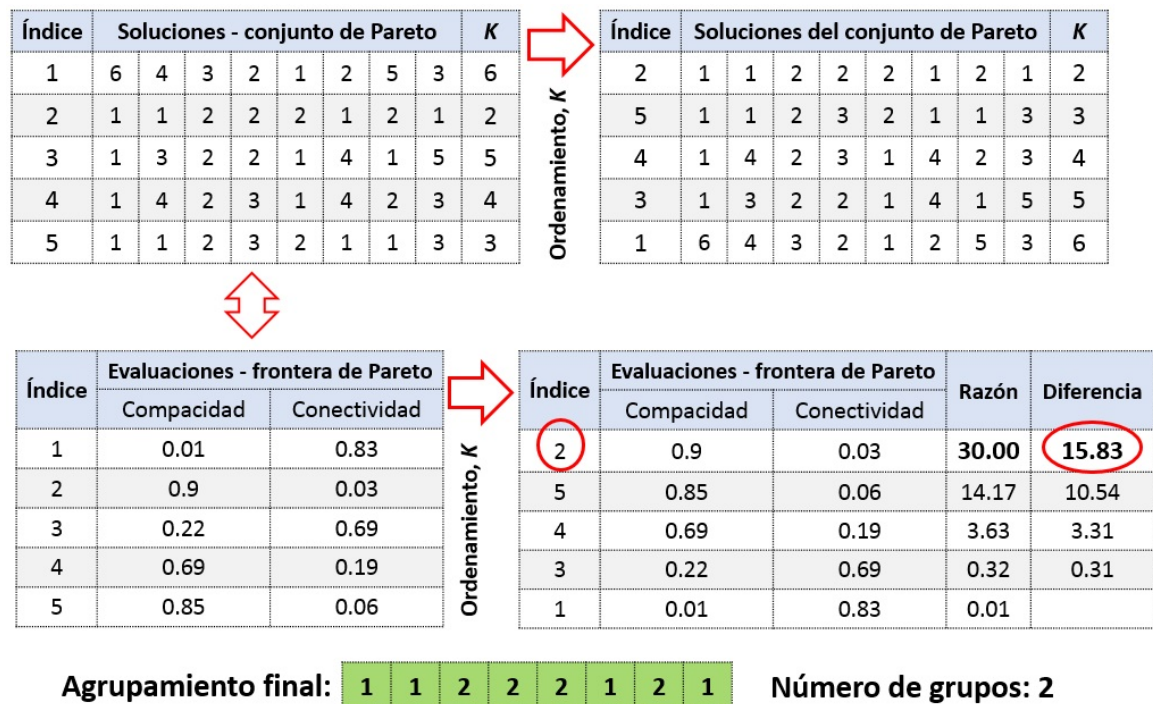 Índice Soluciones - conjunto de Pareto K
1 6 4 3 2 1 2 5 3 6
2 1 1 2 2 2 1 2 1 2
3 1 3 2 2 1 4 1 5 5
4 1 4 2 3 1 4 2 3 4
5 1 1 2 3 2 1 1 3 3
Ordenamiento, K
Índice Soluciones del conjunto de Pareto K
2 1 1 2 2 2 1 2 1 2
5 1 1 2 3 2 1 1 3 3
4 1 4 2 3 1 4 2 3 4
3 1 3 2 2 1 4 1 5 5
1 6 4 3 2 1 2 5 3 6
Índice Evaluaciones - frontera de Pareto
Compacidad Conectividad
1 0.01 0.83
2 0.9 0.03
3 0.22 0.69
4 0.69 0.19
5 0.85 0.06
Ordenamiento, K
Índice Evaluaciones - frontera de Pareto Razón Diferencia
Compacidad Conectividad
2 0.9 0.03 30.00 15.83
5 0.85 0.06 14.17 10.54
4 0.69 0.19 3.63 3.31
3 0.22 0.69 0.32 0.31
1 0.01 0.83 0.01
Agrupamiento final: 1 1 2 2 2 1 2 1 Número de grupos: 2